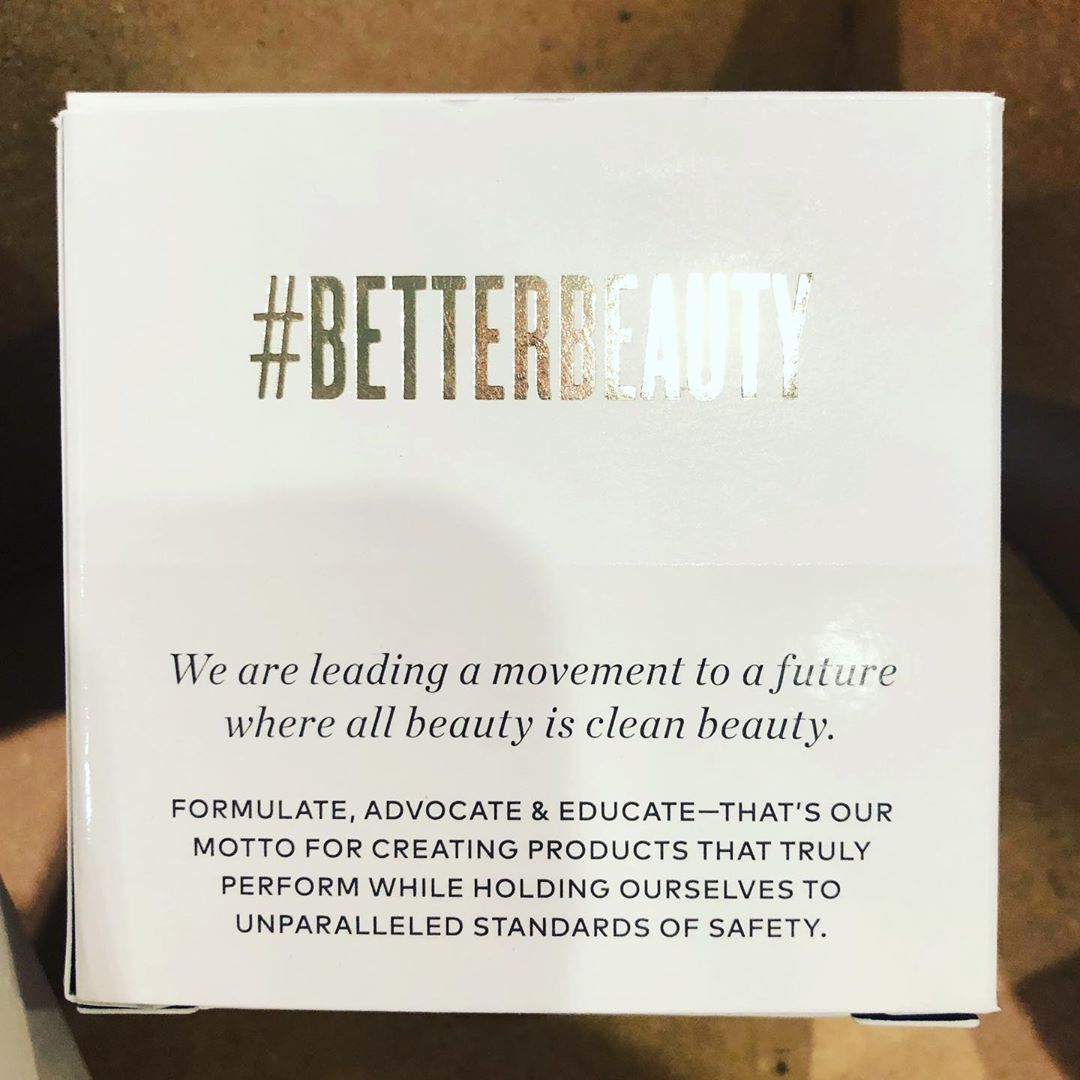 #BETTERBEAUTY
We are leading a movement to a future
where all beauty is clean beauty.
FORMULATE, ADVOCATE & EDUCATE—THAT'S OUR
MOTTO FOR CREATING PRODUCTS THAT TRULY
PERFORM WHILE HOLDING OURSELVES TO
UNPARALLELED STANDARDS OF SAFETY.